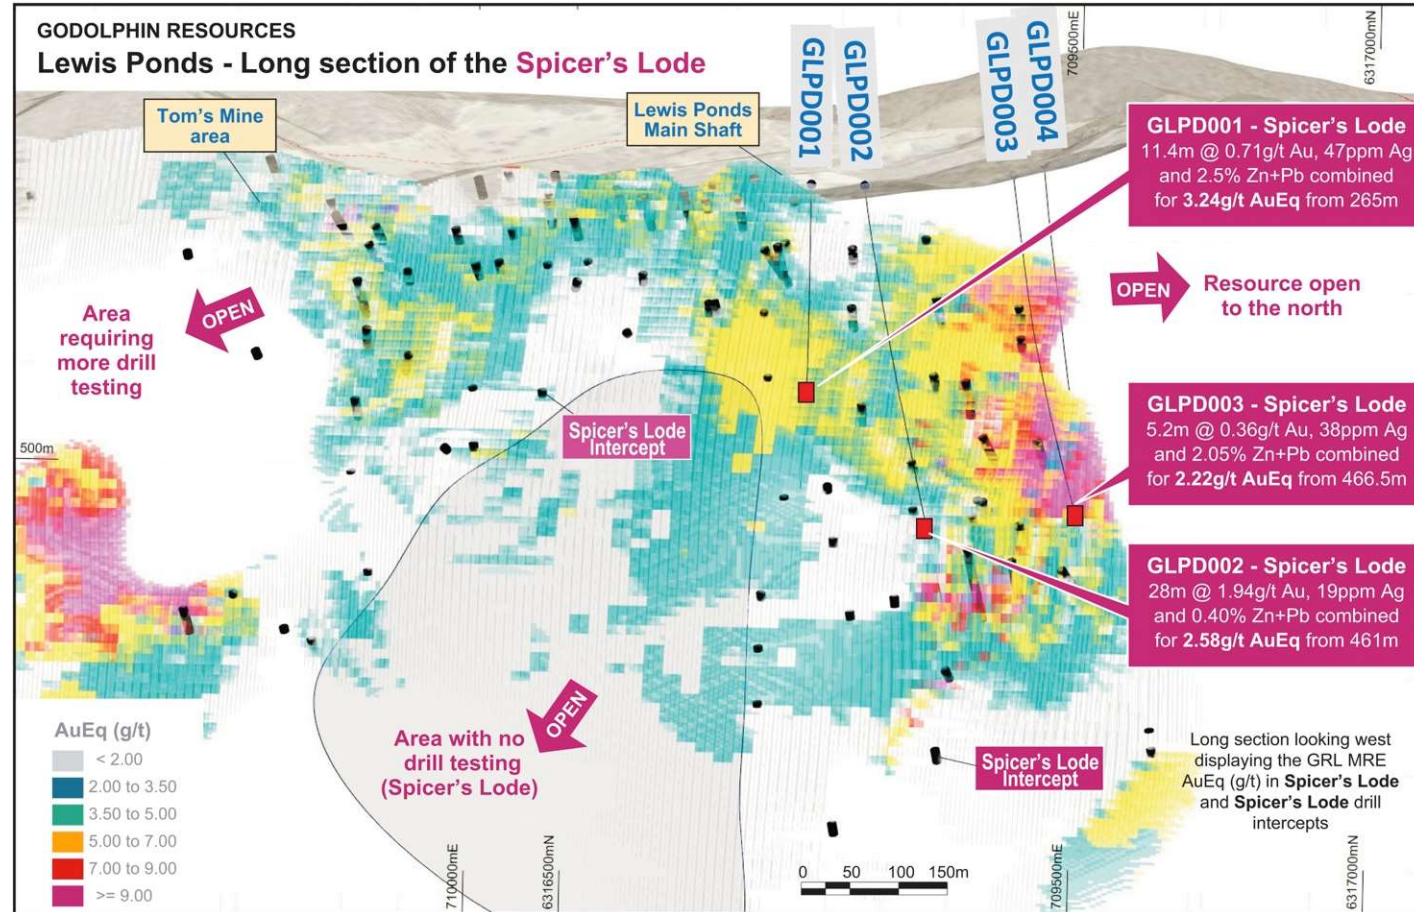 GODOLPHIN RESOURCES
Lewis Ponds - Long section of the Spicer's Lode
Tom's Mine
area
Lewis Ponds
Main Shaft
GLPD001
GLPD002
GLPD003
GLPD004
709500mE
6317000mN
GLPD001 - Spicer's Lode
11.4m @ 0.71g/t Au, 47ppm Ag
and 2.5% Zn+Pb combined
for 3.24g/t AuEq from 265m
OPEN
Resource open
to the north
OPEN
Area
requiring
more drill
testing
Spicer's Lode
Intercept
500m
GLPD003 - Spicer's Lode
5.2m @ 0.36g/t Au, 38ppm Ag
and 2.05% Zn+Pb combined
for 2.22g/t AuEq from 466.5m
GLPD002 - Spicer's Lode
28m @ 1.94g/t Au, 19ppm Ag
and 0.40% Zn+Pb combined
for 2.58g/t AuEq from 461m
OPEN
Area with no
drill testing
(Spicer's Lode)
Spicer's Lode
Intercept
Long section looking west
displaying the GRL MRE
AuEq (g/t) in Spicer's Lode
and Spicer's Lode drill
intercepts
AuEq (g/t)
< 2.00
2.00 to 3.50
3.50 to 5.00
5.00 to 7.00
7.00 to 9.00
>= 9.00
7100000mE
6316500mN
0 50 100 150m
709500mE
6317000mN